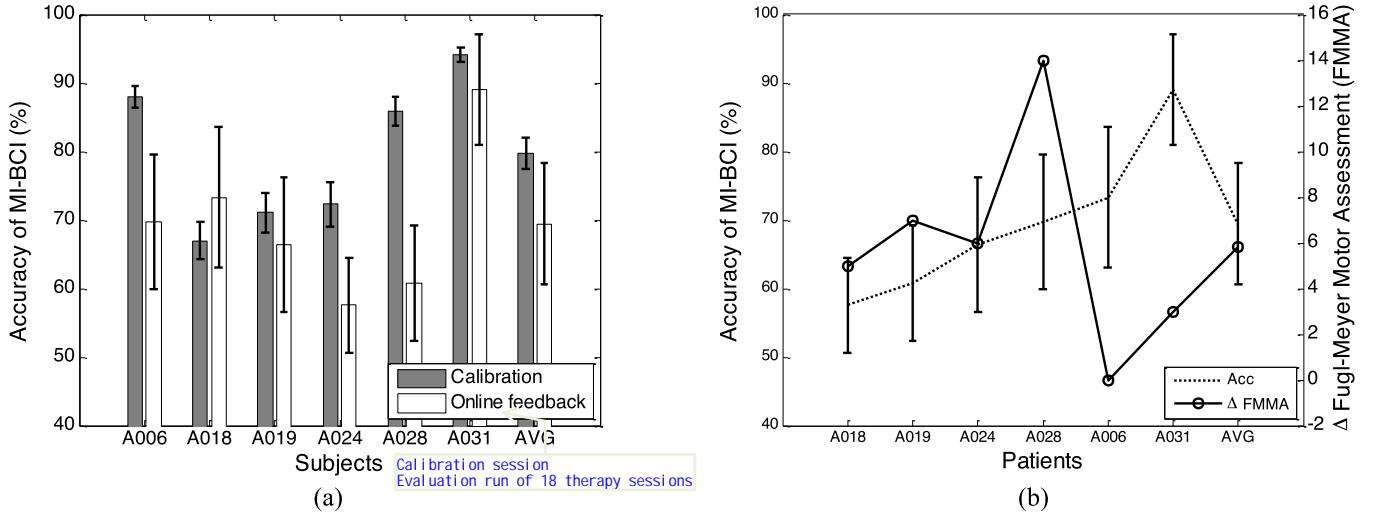 100
90
80
70
60
50
40
Accuracy of MI-BCI (%)
Calibration
Online feedback
A006 A018 A019 A024 A028 A031 AVG
Subjects
Calibration session
Evaluation run of 18 therapy sessions
(a)
100
90
80
70
60
50
40
Accuracy of MI-BCI (%)
16
14
12
10
8
6
4
2
0
-2
Δ Fugl-Meyer Motor Assessment (FMMA)
Acc
Δ FMMA
A018 A019 A024 A028 A006 A031 AVG
Patients
(b)